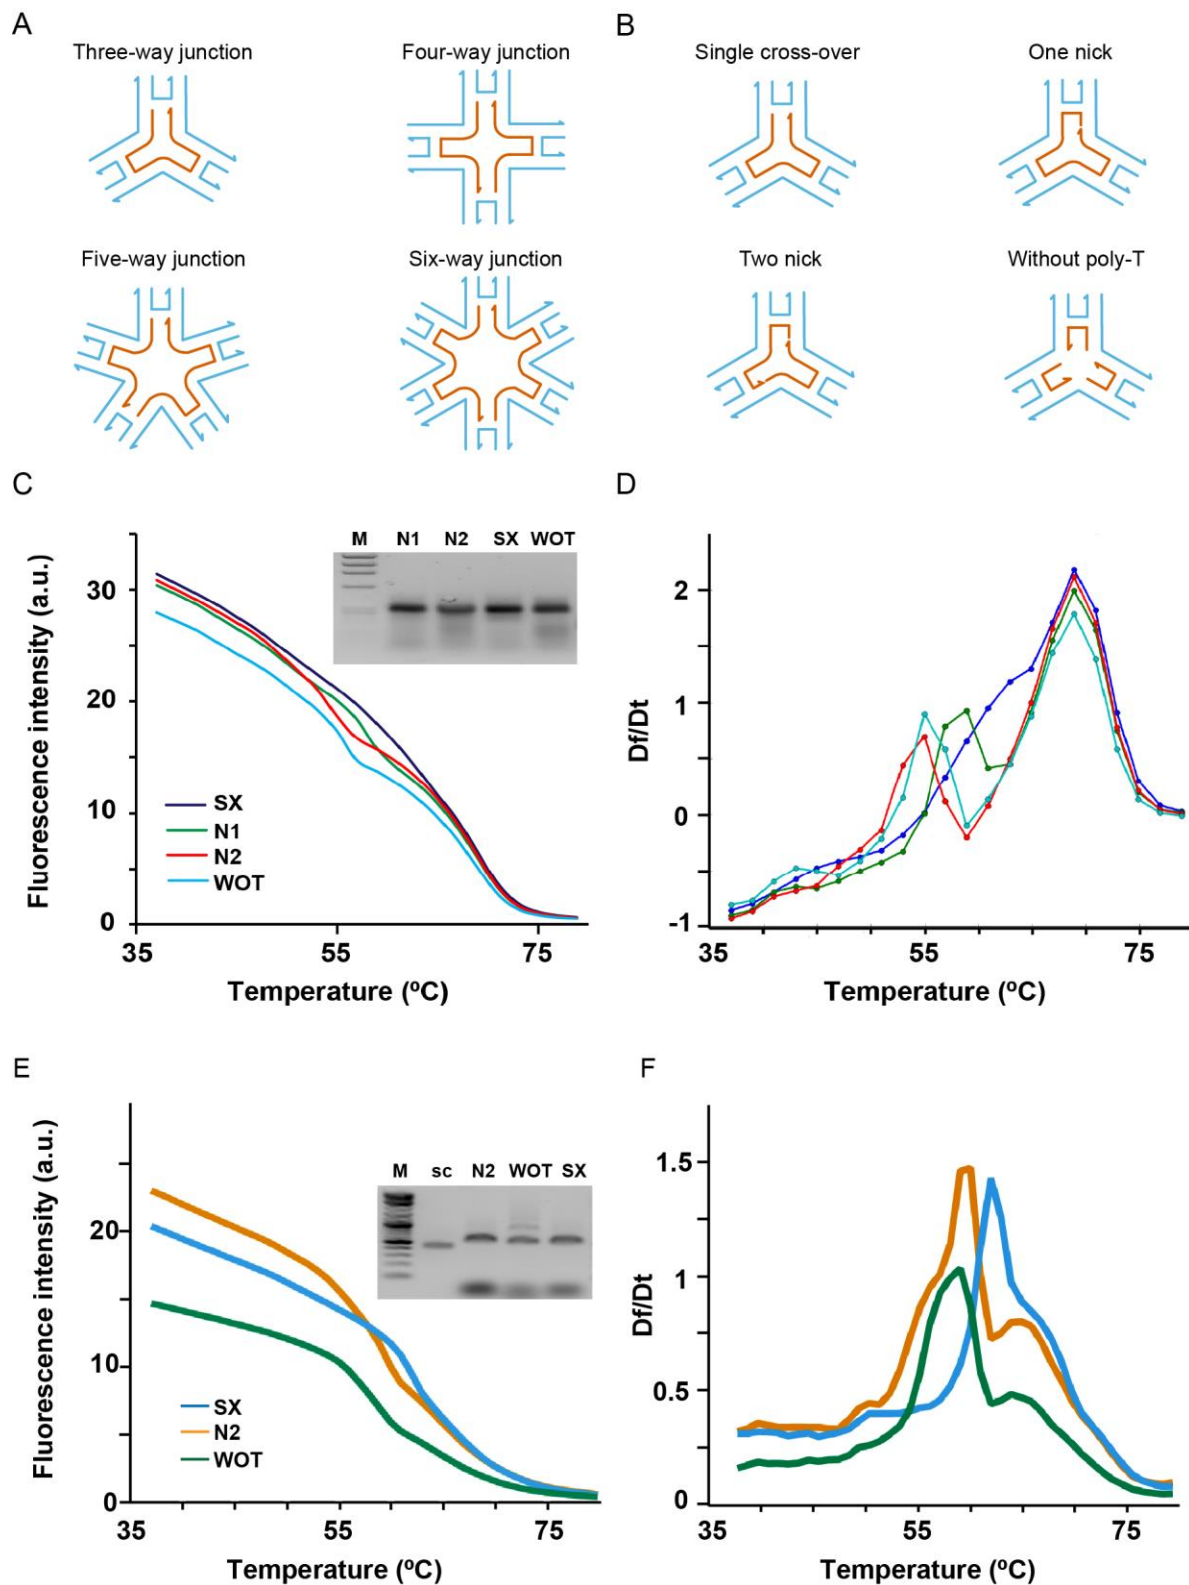 A
B
Three-way junction
Four-way junction
Single cross-over
One nick
Five-way junction
Six-way junction
Two nick
Without poly-T
C
D
M N1 N2 SX WOT
Fluorescence intensity (a.u.)
30
20
10
0
SX
N1
N2
WOT
35 55 75
Temperature (ºC)
Df/Dt
2
1
0
-1
35 55 75
Temperature (ºC)
E
F
M sc N2 WOT SX
Fluorescence intensity (a.u.)
20
10
0
SX
N2
WOT
35 55 75
Temperature (ºC)
Df/Dt
1.5
1
0.5
0
35 55 75
Temperature (ºC)